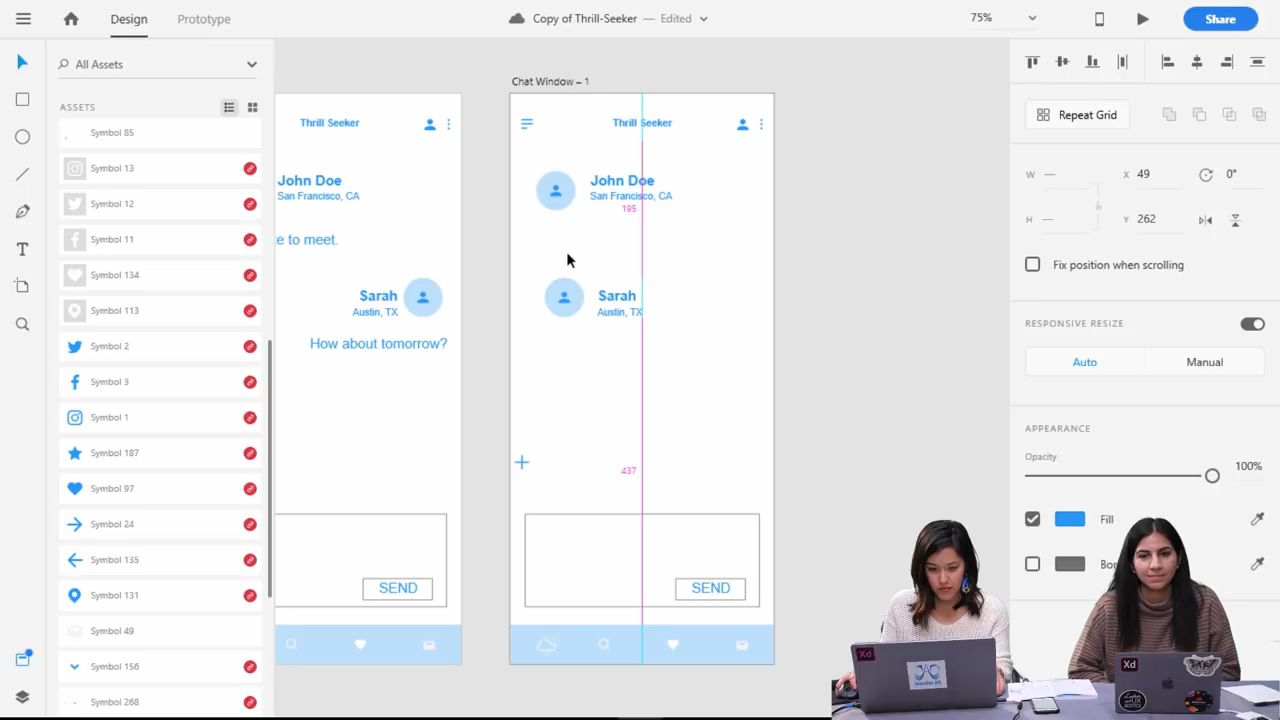 Design
Prototype
Copy of Thrill-Seeker — Edited
75%
Share
All Assets
ASSETS
Symbol 85
Symbol 13
Symbol 12
Symbol 11
Symbol 134
Symbol 113
Symbol 2
Symbol 3
Symbol 1
Symbol 187
Symbol 97
Symbol 24
Symbol 135
Symbol 131
Symbol 49
Symbol 156
Symbol 268
Thrill Seeker
John Doe
San Francisco, CA
e to meet.
Sarah
Austin, TX
How about tomorrow?
SEND
Chat Window – 1
Thrill Seeker
John Doe
San Francisco, CA
195
Sarah
Austin, TX
437
SEND
Repeat Grid
W
X 49
0°
H
Y 262
Fix position when scrolling
RESPONSIVE RESIZE
Auto
Manual
APPEARANCE
Opacity
100%
Fill
Bor
Xd
Xd